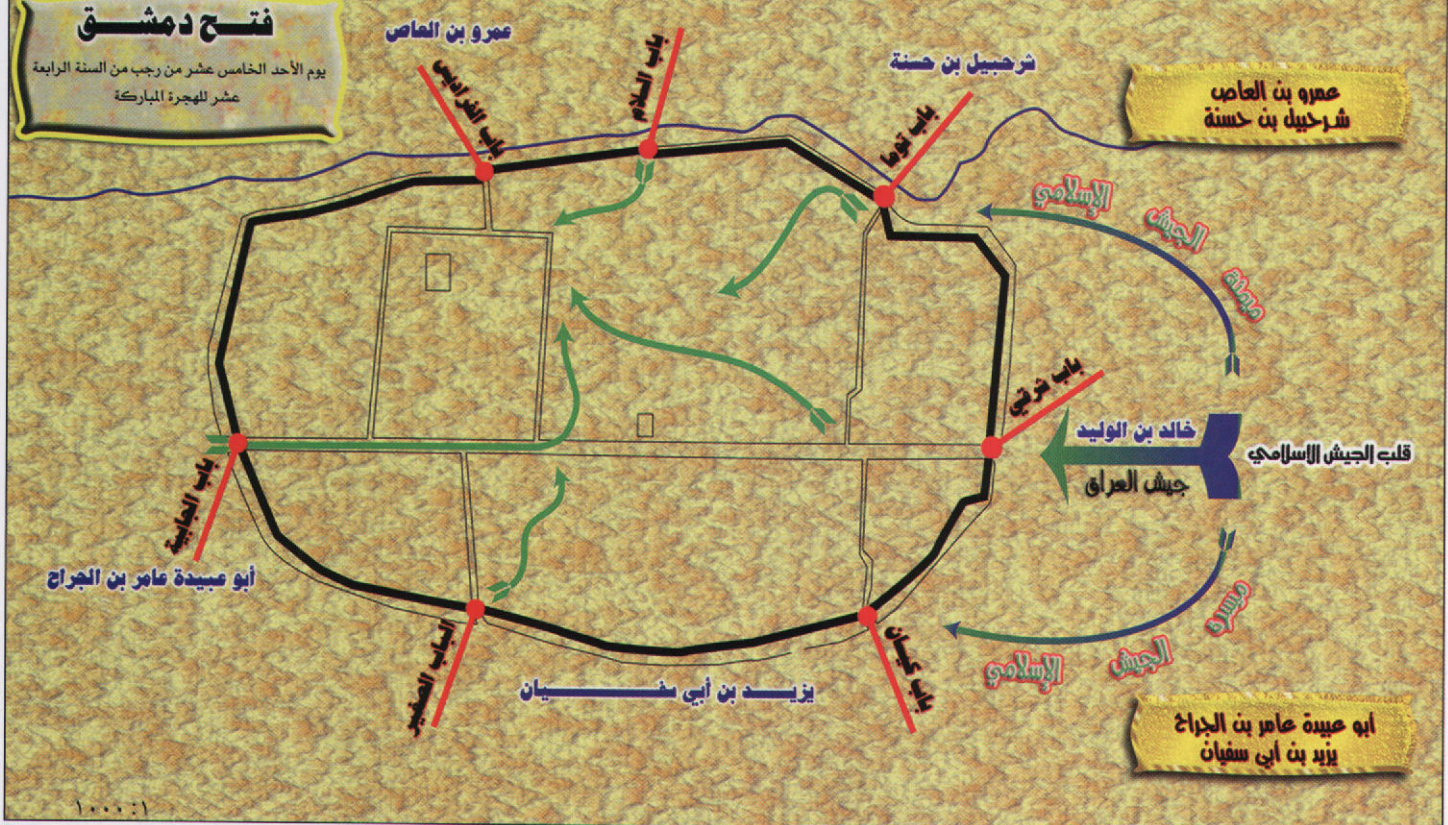 فتح دمشق
يوم الأحد الخامس عشر من رجب من السنة الرابعة
عشر للهجرة المباركة
عمرو بن العاص
باب الفراديس
باب السلام
شرحبيل بن حسنة
باب توما
عمرو بن العاص
شرحبيل بن حسنة
ميمنة الجيش الإسلامي
باب شرقي
خالد بن الوليد
جيش العراق
قلب الجيش الاسلامي
باب الجابية
أبو عبيدة عامر بن الجراح
الباب الصغير
يزيد بن أبي سفيان
باب كيسان
ميسرة الجيش الإسلامي
أبو عبيدة عامر بن الجراح
يزيد بن أبي سفيان
١:١٠٠٠